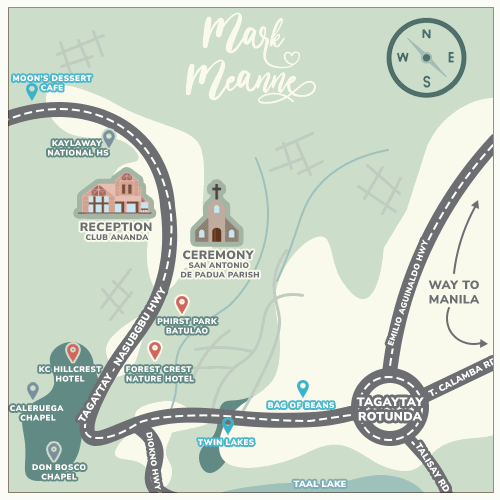 Mark
Meanne
N
W E
S
MOON'S DESSERT
CAFE
KAYLAWAY
NATIONAL HS
RECEPTION
CLUB ANANDA
CEREMONY
SAN ANTONIO
DE PADUA PARISH
EMILIO AGUINALDO HWY
WAY TO
MANILA
TAGAYTAY - NASUBGBU HWY
PHIRST PARK
BATULAO
KC HILLCREST
HOTEL
FOREST CREST
NATURE HOTEL
T. CALAMBA RD
CALERUEGA
CHAPEL
BAG OF BEANS
TAGAYTAY
ROTUNDA
TWIN LAKES
DIOKNO HWY
TALISAY RD
DON BOSCO
CHAPEL
TAAL LAKE